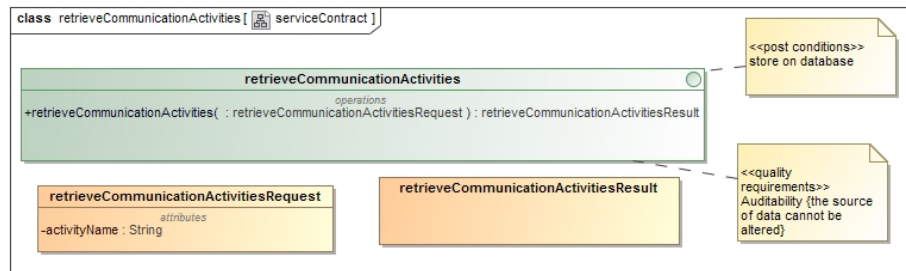 class retrieveCommunicationActivities [ serviceContract ]
<<post conditions>>
store on database
retrieveCommunicationActivities
operations
+retrieveCommunicationActivities( : retrieveCommunicationActivitiesRequest ) : retrieveCommunicationActivitiesResult
<<quality
requirements>>
Auditability {the source
of data cannot be
altered}
retrieveCommunicationActivitiesRequest
attributes
-activityName : String
retrieveCommunicationActivitiesResult